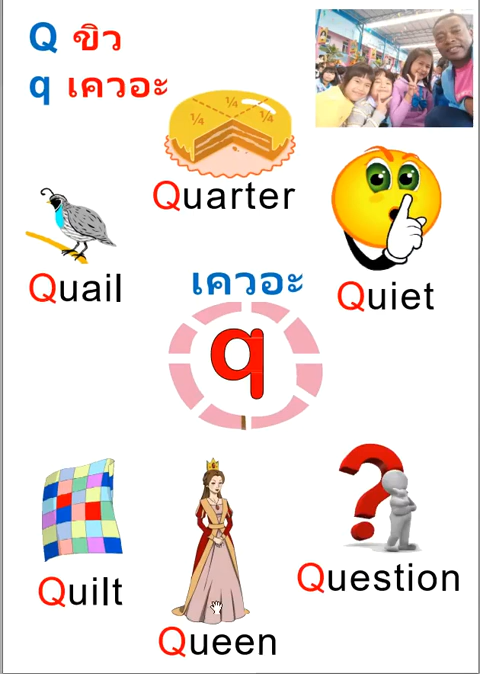 Q ขิว
q เควอะ
¼ ¼ ¼
Quarter
Quail
Quiet
เควอะ
q
Quilt
Question
Queen